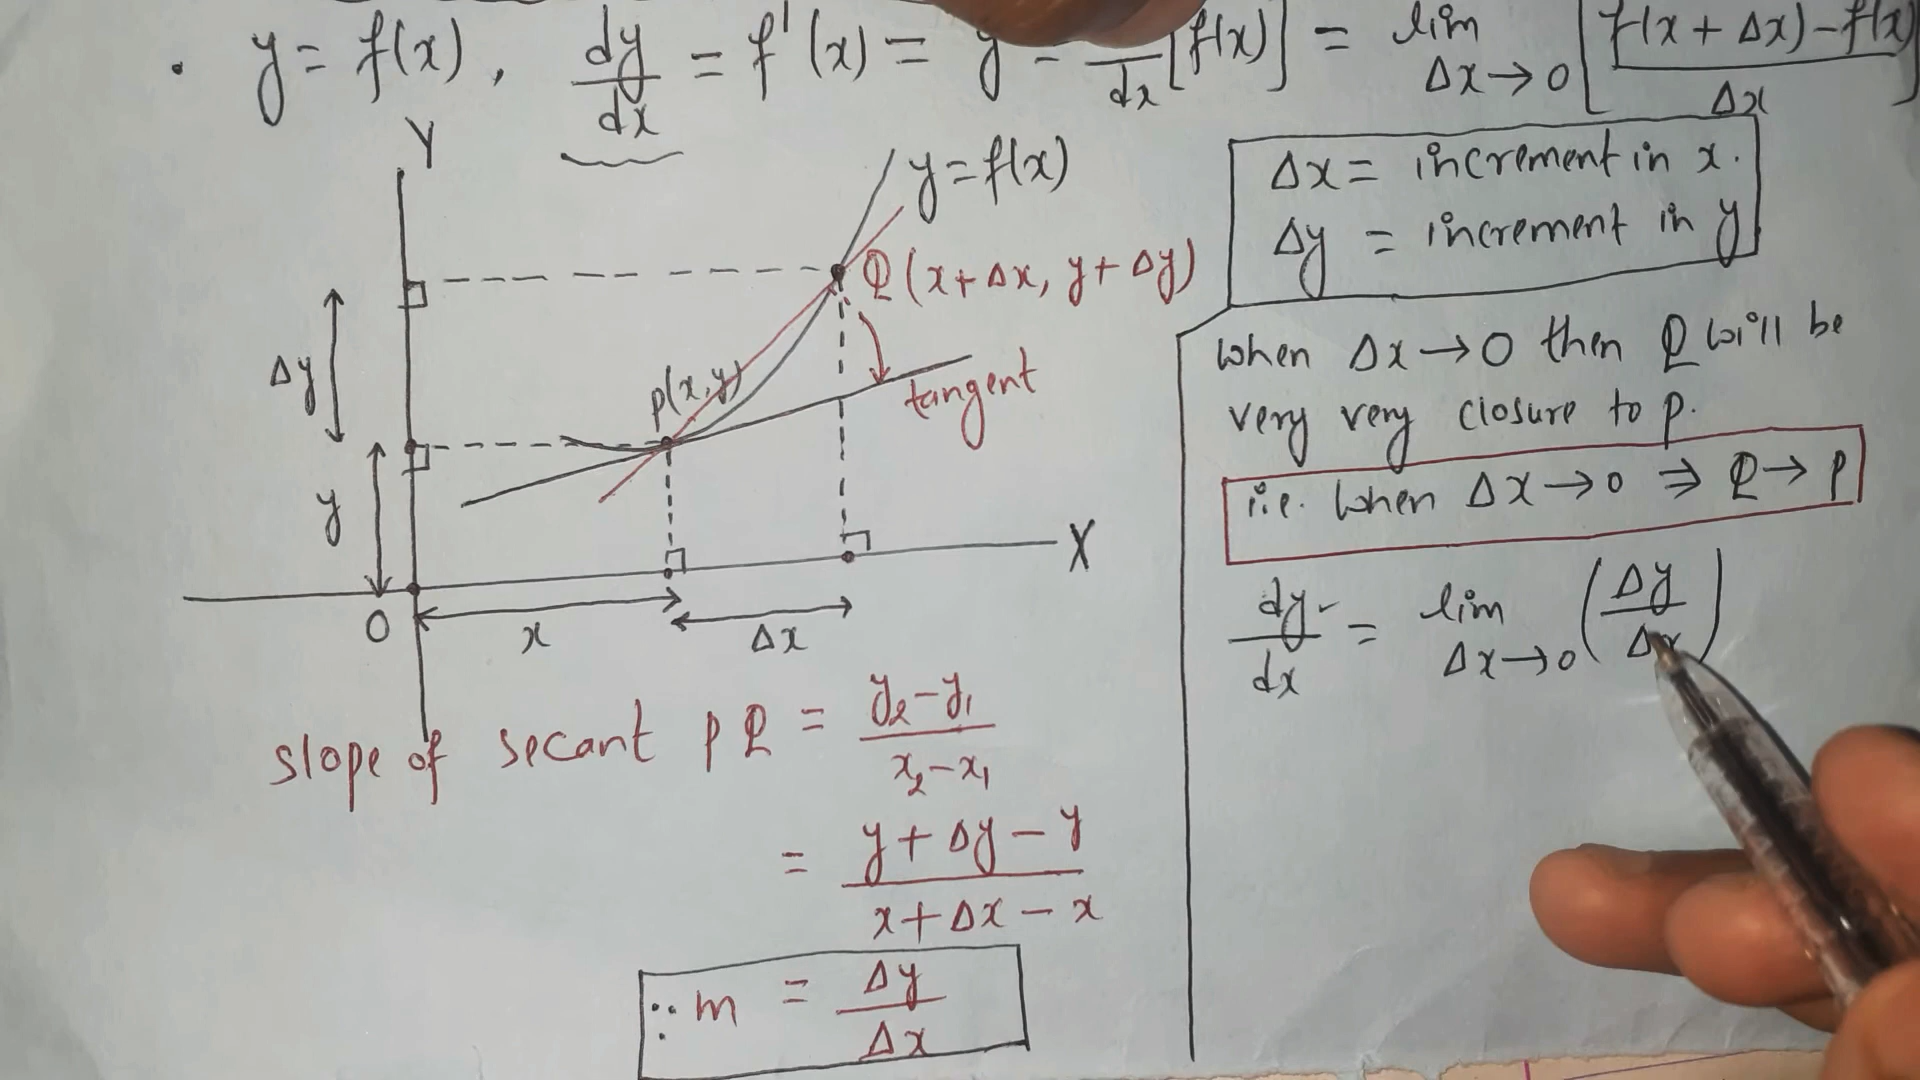 . y = f(x), dy/dx = f'(x) = y - /dx [f(x)] = lim Δx→0 [f(x + Δx) - f(x) / Δx]
Y
y = f(x)
Q (x + Δx, y + Δy)
Δy
p(x,y)
tangent
y
X
O
x
Δx
slope of secant PQ = y₂ - y₁ / x₂ - x₁
= y + Δy - y / x + Δx - x
∴ m = Δy / Δx
Δx = increment in x.
Δy = increment in y
When Δx → 0 then Q will be
very very closure to p.
i.e. when Δx → 0 ⇒ Q → P
dy/dx = lim Δx→0 (Δy/Δx)